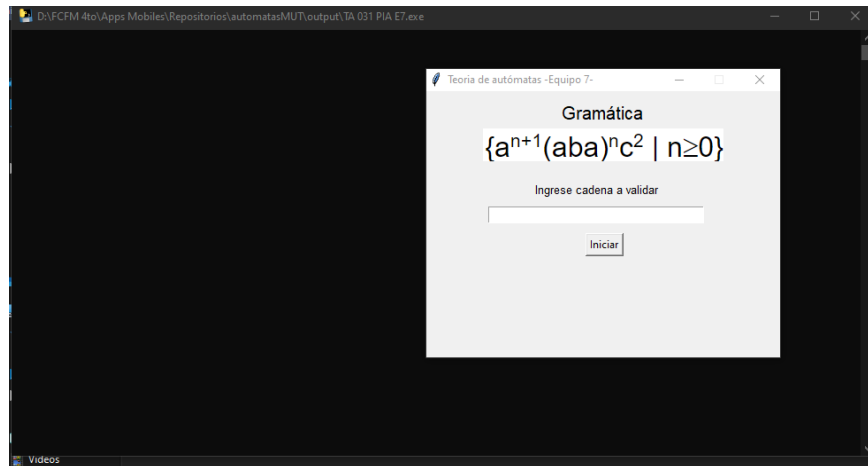 D:\FCFM 4to\Apps Mobiles\Repositorios\automatasMUT\output\TA 031 PIA E7.exe
Teoria de autómatas -Equipo 7-
Gramática
{aⁿ⁺¹(aba)ⁿc² | n≥0}
Ingrese cadena a validar
Iniciar
Videos